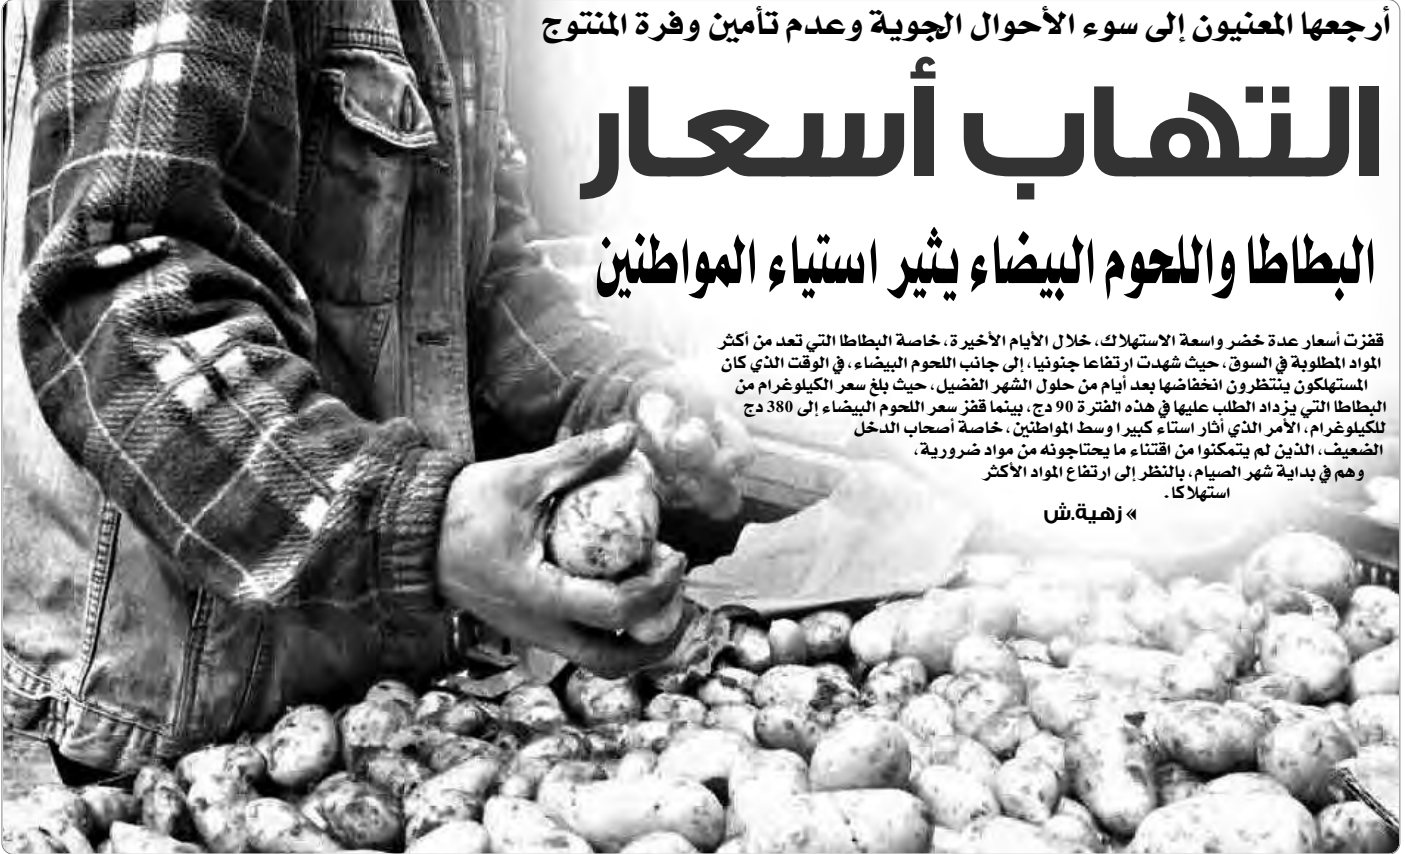 أرجعها المعنيون إلى سوء الأحوال الجوية وعدم تأمين وفرة المنتوج
التهاب أسعار
البطاطا واللحوم البيضاء يثير استياء المواطنين
قفزت أسعار عدة خضر واسعة الاستهلاك، خلال الأيام الأخيرة، خاصة البطاطا التي تعد من أكثر
المواد المطلوبة في السوق، حيث شهدت ارتفاعا جنونيا، إلى جانب اللحوم البيضاء، في الوقت الذي كان
المستهلكون ينتظرون انخفاضها بعد أيام من حلول الشهر الفضيل، حيث بلغ سعر الكيلوغرام من
البطاطا التي يزداد الطلب عليها في هذه الفترة 90 دج، بينما قفز سعر اللحوم البيضاء إلى 380 دج
للكيلوغرام، الأمر الذي أثار استاء كبيرا وسط المواطنين، خاصة أصحاب الدخل
الضعيف، الذين لم يتمكنوا من اقتناء ما يحتاجونه من مواد ضرورية،
وهم في بداية شهر الصيام، بالنظر إلى ارتفاع المواد الأكثر
استهلاكا.
» زهية.ش